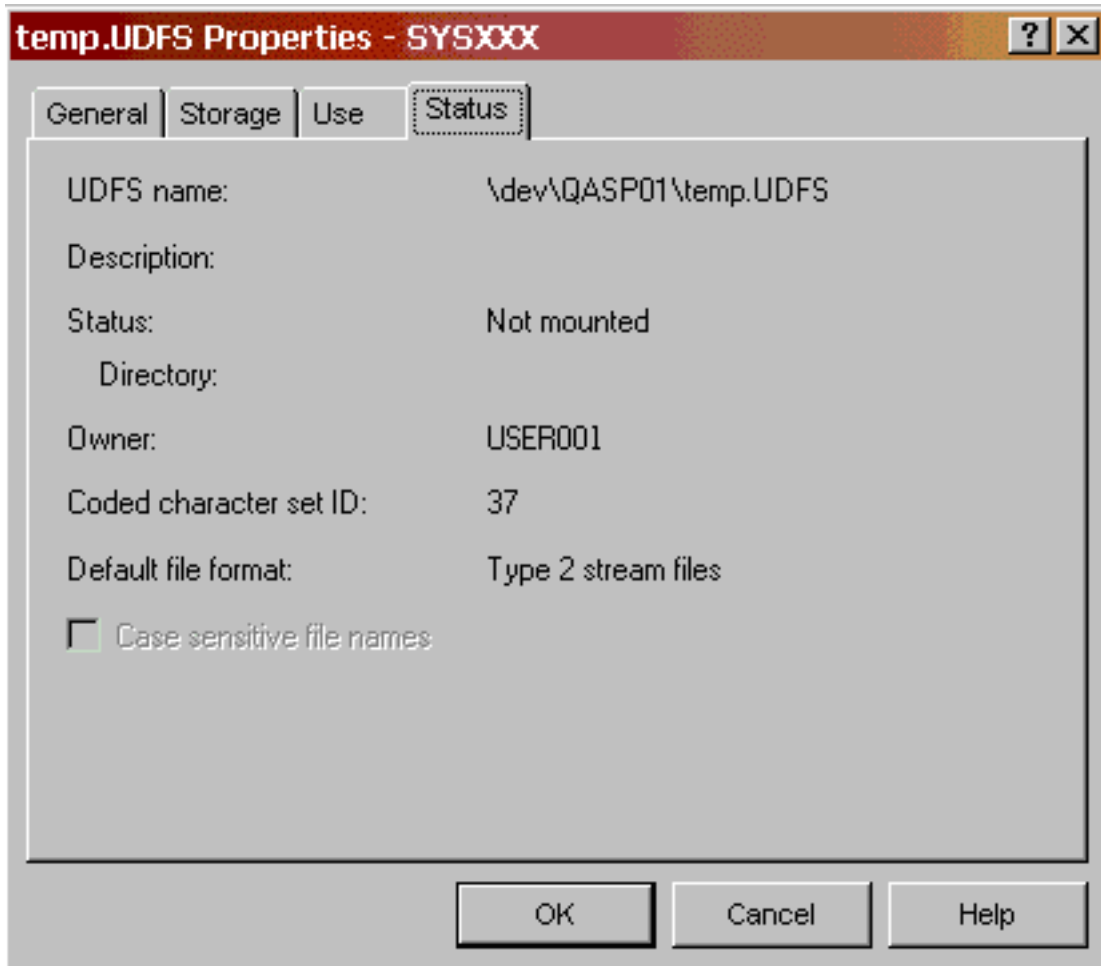 temp.UDFS Properties - SYSXXX
General Storage Use Status
UDFS name: \dev\QASP01\temp.UDFS
Description:
Status: Not mounted
Directory:
Owner: USER001
Coded character set ID: 37
Default file format: Type 2 stream files
Case sensitive file names
OK Cancel Help